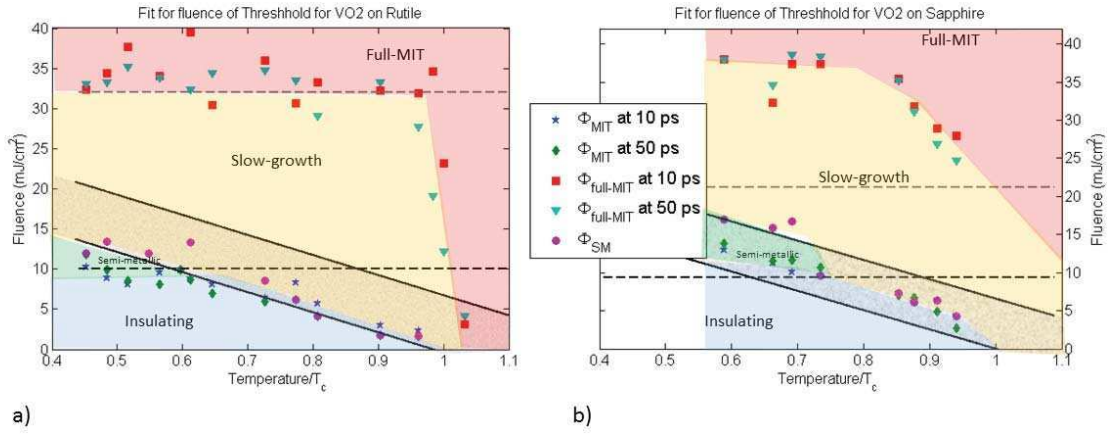 Fit for fluence of Threshhold for VO2 on Rutile
Fit for fluence of Threshhold for VO2 on Sapphire
40
35
30
25
20
15
10
5
0
Fluence (mJ/cm²)
Full-MIT
Slow-growth
Semi-metallic
Insulating
0.4 0.5 0.6 0.7 0.8 0.9 1 1.1
Temperature/T_c
a)
Φ_MIT at 10 ps
Φ_MIT at 50 ps
Φ_full-MIT at 10 ps
Φ_full-MIT at 50 ps
Φ_SM
Full-MIT
Slow-growth
Semi-metallic
Insulating
40
35
30
25
20
15
10
5
0
Fluence (mJ/cm²)
0.4 0.5 0.6 0.7 0.8 0.9 1 1.1
Temperature/T_c
b)